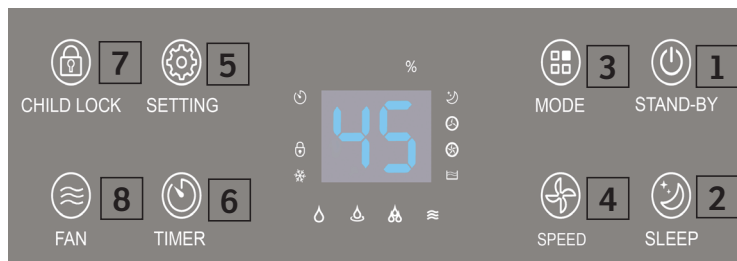 7 5 % 3 1
CHILD LOCK SETTING MODE STAND-BY
45
8 6 4 2
FAN TIMER SPEED SLEEP